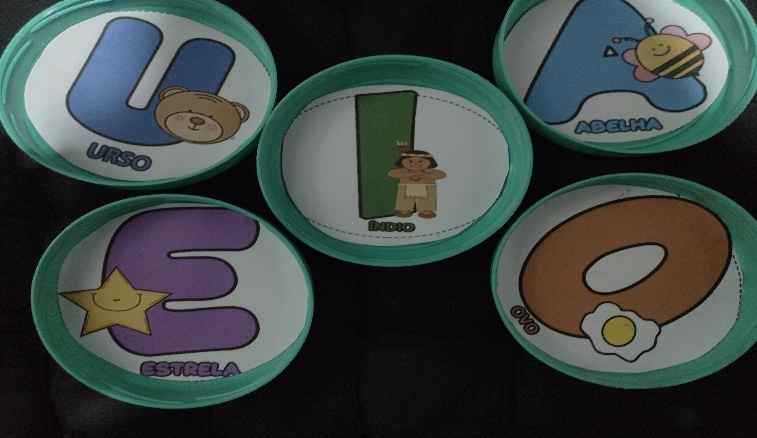 U
URSO
I
ÍNDIO
A
ABELHA
E
ESTRELA
O
OVO